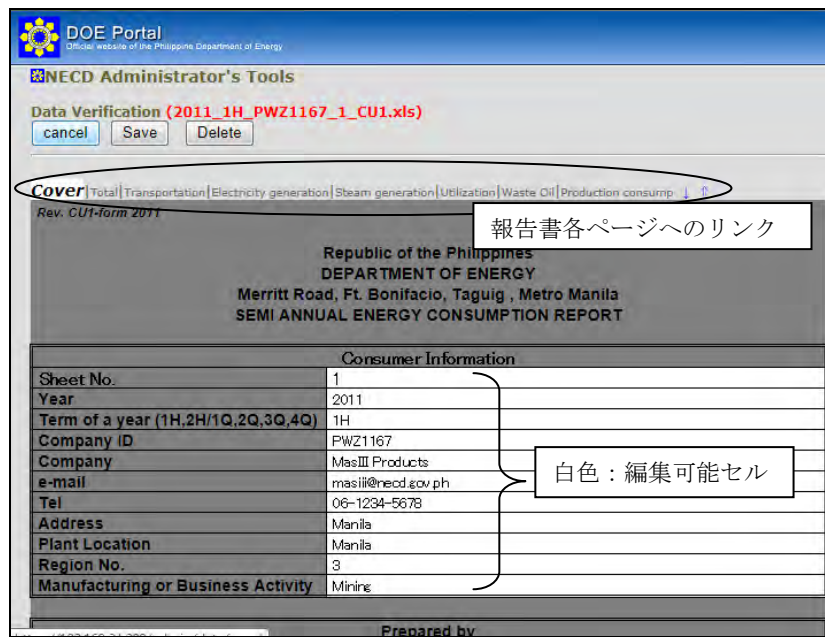 DOE Portal
Official website of the Philippine Department of Energy
NECD Administrator's Tools
Data Verification (2011_1H_PWZ1167_1_CU1.xls)
cancel Save Delete
Cover|Total|Transportation|Electricity generation|Steam generation|Utilization|Waste Oil|Production consump ↓ ⇑
Rev. CU1-form 2011
報告書各ページへのリンク
Republic of the Philippines
DEPARTMENT OF ENERGY
Merritt Road, Ft. Bonifacio, Taguig , Metro Manila
SEMI ANNUAL ENERGY CONSUMPTION REPORT
Consumer Information
Sheet No. 1
Year 2011
Term of a year (1H,2H/1Q,2Q,3Q,4Q) 1H
Company ID PWZ1167
Company MasⅢ Products
e-mail masiii@necd.gov.ph
Tel 06-1234-5678
Address Manila
Plant Location Manila
Region No. 3
Manufacturing or Business Activity Mining
白色：編集可能セル
Prepared by